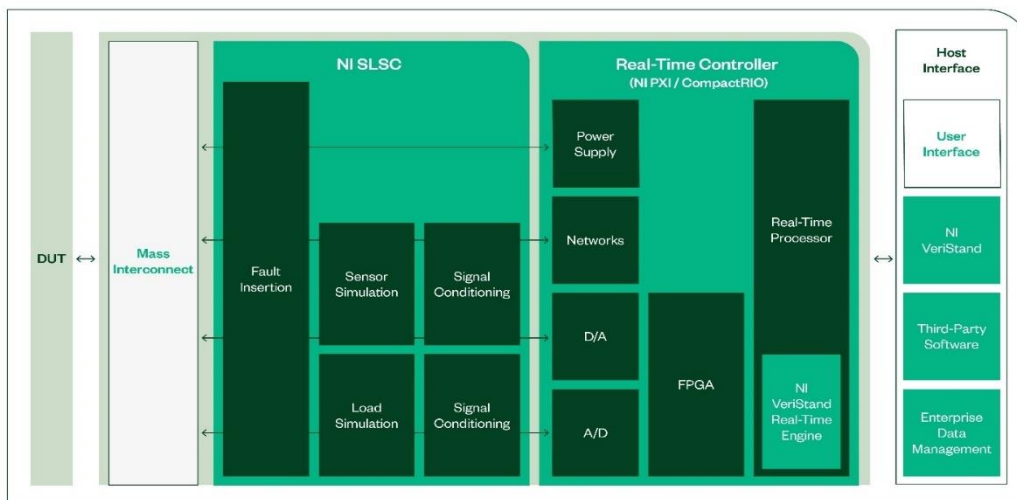 DUT
Mass
Interconnect
NI SLSC
Fault
Insertion
Sensor
Simulation
Signal
Conditioning
Load
Simulation
Signal
Conditioning
Real-Time Controller
(NI PXI / CompactRIO)
Power
Supply
Networks
D/A
A/D
FPGA
Real-Time
Processor
NI
VeriStand
Real-Time
Engine
Host
Interface
User
Interface
NI
VeriStand
Third-Party
Software
Enterprise
Data
Management